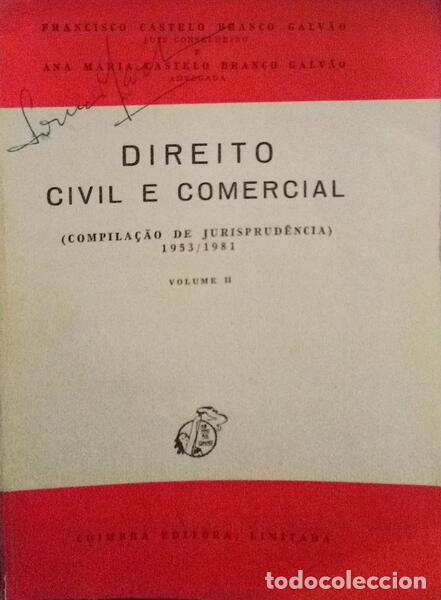 FRANCISCO CASTELO BRANCO GALVÃO
JUIZ CONSELHEIRO
E
ANA MARIA CASTELO BRANCO GALVÃO
ADVOGADA
DIREITO
CIVIL E COMERCIAL
(COMPILAÇÃO DE JURISPRUDÊNCIA)
1953/1981
VOLUME II
COIMBRA EDITORA, LIMITADA
todocoleccion